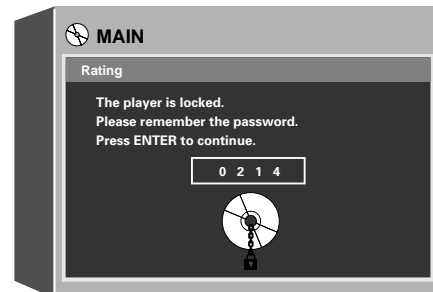 MAIN
Rating
The player is locked.
Please remember the password.
Press ENTER to continue.
0 2 1 4